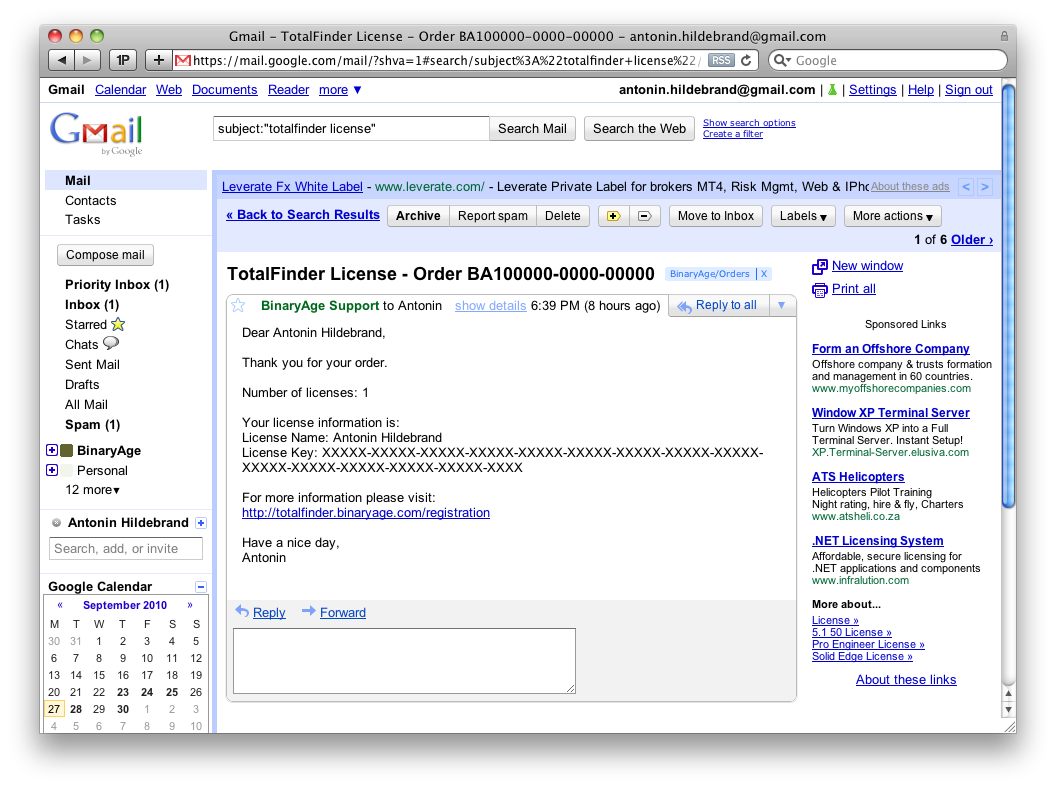 Gmail – TotalFinder License – Order BA100000-0000-00000 – antonin.hildebrand@gmail.com
1P + https://mail.google.com/mail/?shva=1#search/subject%3A%22totalfinder+license%22/ RSS Google
Gmail Calendar Web Documents Reader more ▼ antonin.hildebrand@gmail.com | | Settings | Help | Sign out
Gmail
by Google
subject:"totalfinder license" Search Mail Search the Web
Show search options
Create a filter
Mail
Contacts
Tasks
Compose mail
Priority Inbox (1)
Inbox (1)
Starred
Chats
Sent Mail
Drafts
All Mail
Spam (1)
BinaryAge
Personal
12 more▾
Antonin Hildebrand
Search, add, or invite
Google Calendar
« September 2010 »
M T W T F S S
30 31 1 2 3 4 5
6 7 8 9 10 11 12
13 14 15 16 17 18 19
20 21 22 23 24 25 26
27 28 29 30 1 2 3
4 5 6 7 8 9 10
Leverate Fx White Label - www.leverate.com/ - Leverate Private Label for brokers MT4, Risk Mgmt, Web & IPho About these ads < >
« Back to Search Results Archive Report spam Delete Move to Inbox Labels ▾ More actions ▾
1 of 6 Older ›
TotalFinder License - Order BA100000-0000-00000 BinaryAge/Orders X
BinaryAge Support to Antonin show details 6:39 PM (8 hours ago) Reply to all ▼
Dear Antonin Hildebrand,
Thank you for your order.
Number of licenses: 1
Your license information is:
License Name: Antonin Hildebrand
License Key: XXXXX-XXXXX-XXXXX-XXXXX-XXXXX-XXXXX-XXXXX-XXXXX-XXXXX-
XXXXX-XXXXX-XXXXX-XXXXX-XXXXX-XXXX
For more information please visit:
http://totalfinder.binaryage.com/registration
Have a nice day,
Antonin
Reply Forward
New window
Print all
Sponsored Links
Form an Offshore Company
Offshore company & trusts formation
and management in 60 countries.
www.myoffshorecompanies.com
Window XP Terminal Server
Turn Windows XP into a Full
Terminal Server. Instant Setup!
XP.Terminal-Server.elusiva.com
ATS Helicopters
Helicopters Pilot Training
Night rating, hire & fly, Charters
www.atsheli.co.za
.NET Licensing System
Affordable, secure licensing for
.NET applications and components
www.infralution.com
More about...
License »
5.1 50 License »
Pro Engineer License »
Solid Edge License »
About these links